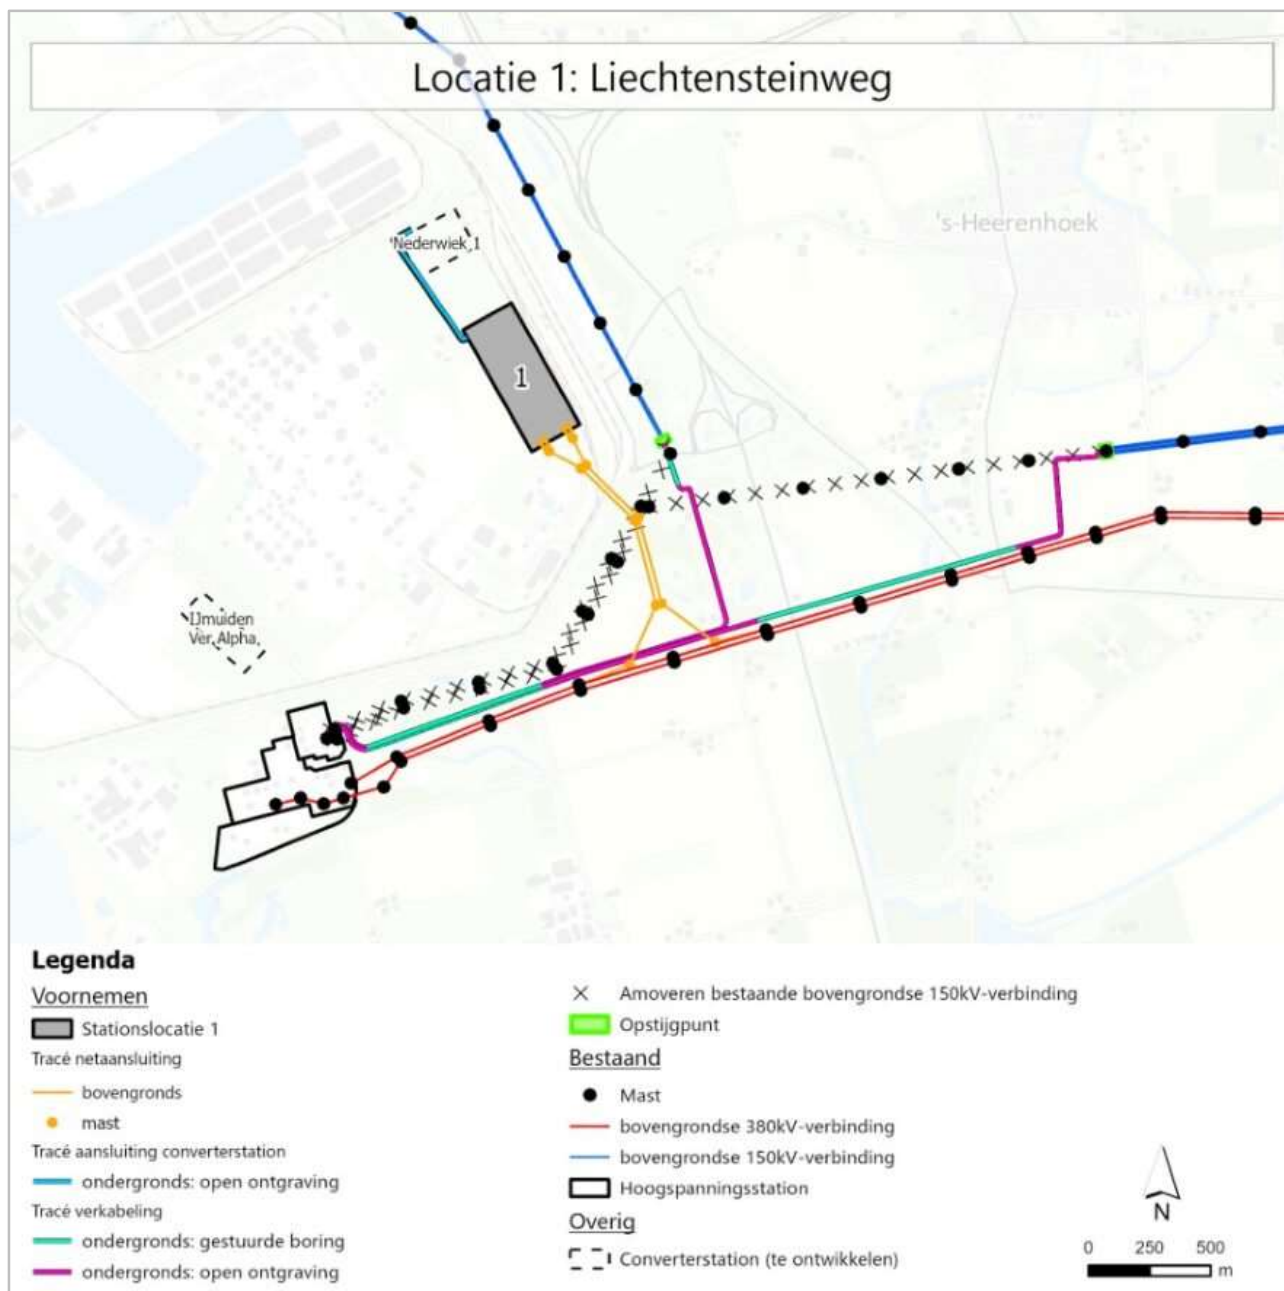 Locatie 1: Liechtensteinweg
's-Heerenhoek
Nederwiek 1
1
IJmuiden
Ver Alpha
Legenda
Voornemen
Stationslocatie 1
Tracé netaansluiting
bovengronds
mast
Tracé aansluiting converterstation
ondergronds: open ontgraving
Tracé verkabeling
ondergronds: gestuurde boring
ondergronds: open ontgraving
Amoveren bestaande bovengrondse 150kV-verbinding
Opstijgpunt
Bestaand
Mast
bovengrondse 380kV-verbinding
bovengrondse 150kV-verbinding
Hoogspanningsstation
Overig
Converterstation (te ontwikkelen)
N
0 250 500
m